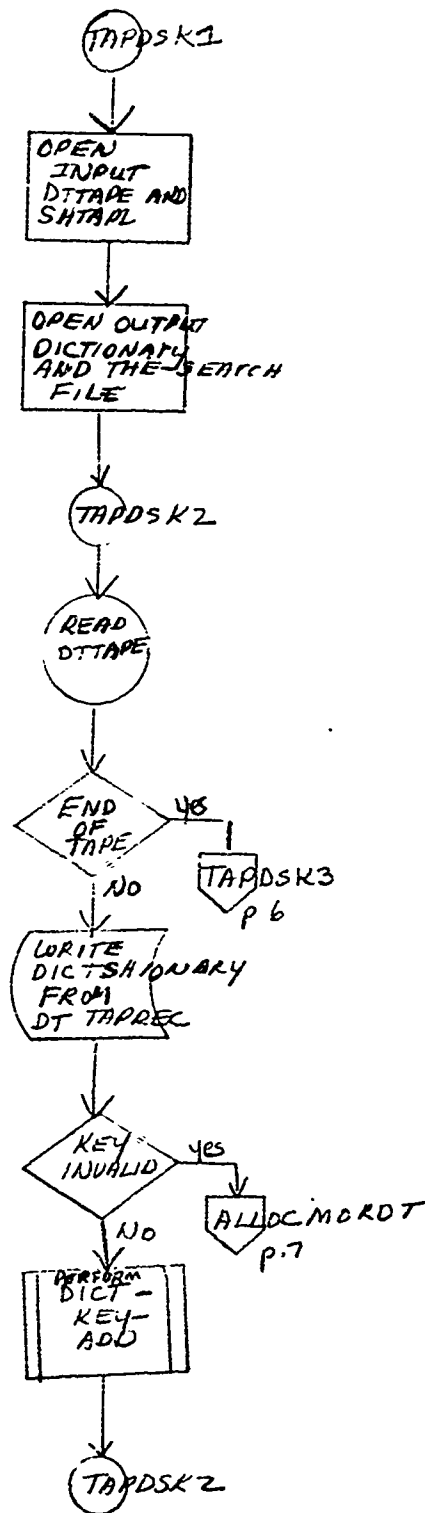 TAPDSK1
OPEN
INPUT
DTTAPE AND
SHTAPE
OPEN OUTPUT
DICTIONARY
AND THE-SEARCH
FILE
TAPDSK2
READ
DTTAPE
END
OF
TAPE
yes
TAPDSK3
p 6
NO
WRITE
DICTSHIONARY
FROM
DT TAPREC
KEY
INVALID
yes
ALLOCMORDT
p.7
NO
PERFORM
DICT-
KEY-
ADD
TAPDSK2